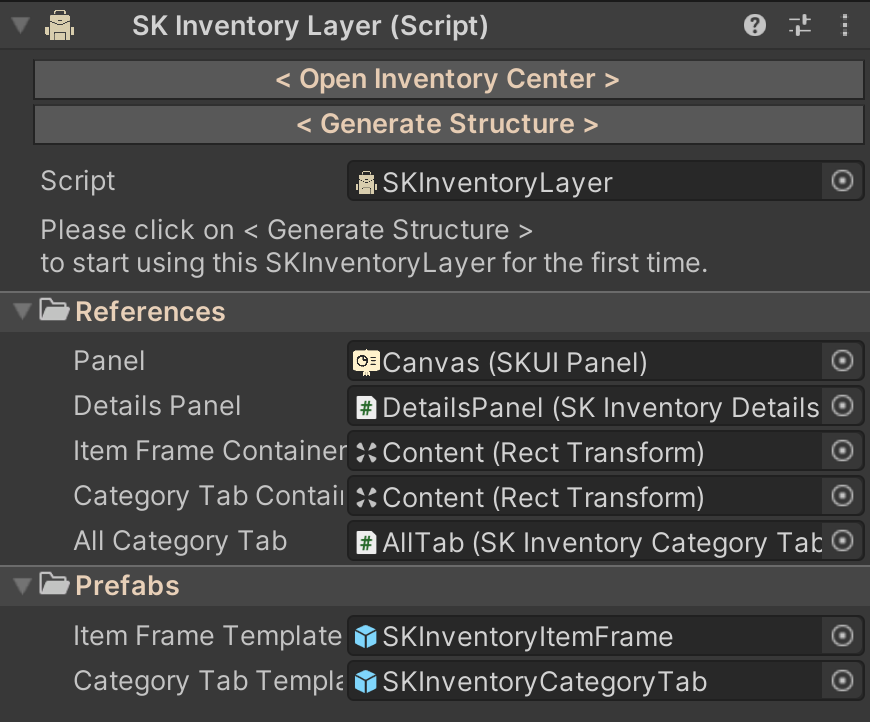 SK Inventory Layer (Script)
< Open Inventory Center >
< Generate Structure >
Script SKInventoryLayer
Please click on < Generate Structure >
to start using this SKInventoryLayer for the first time.
References
Panel Canvas (SKUI Panel)
Details Panel DetailsPanel (SK Inventory Details
Item Frame Container Content (Rect Transform)
Category Tab Contai Content (Rect Transform)
All Category Tab AllTab (SK Inventory Category Tab
Prefabs
Item Frame Template SKInventoryItemFrame
Category Tab Templa SKInventoryCategoryTab